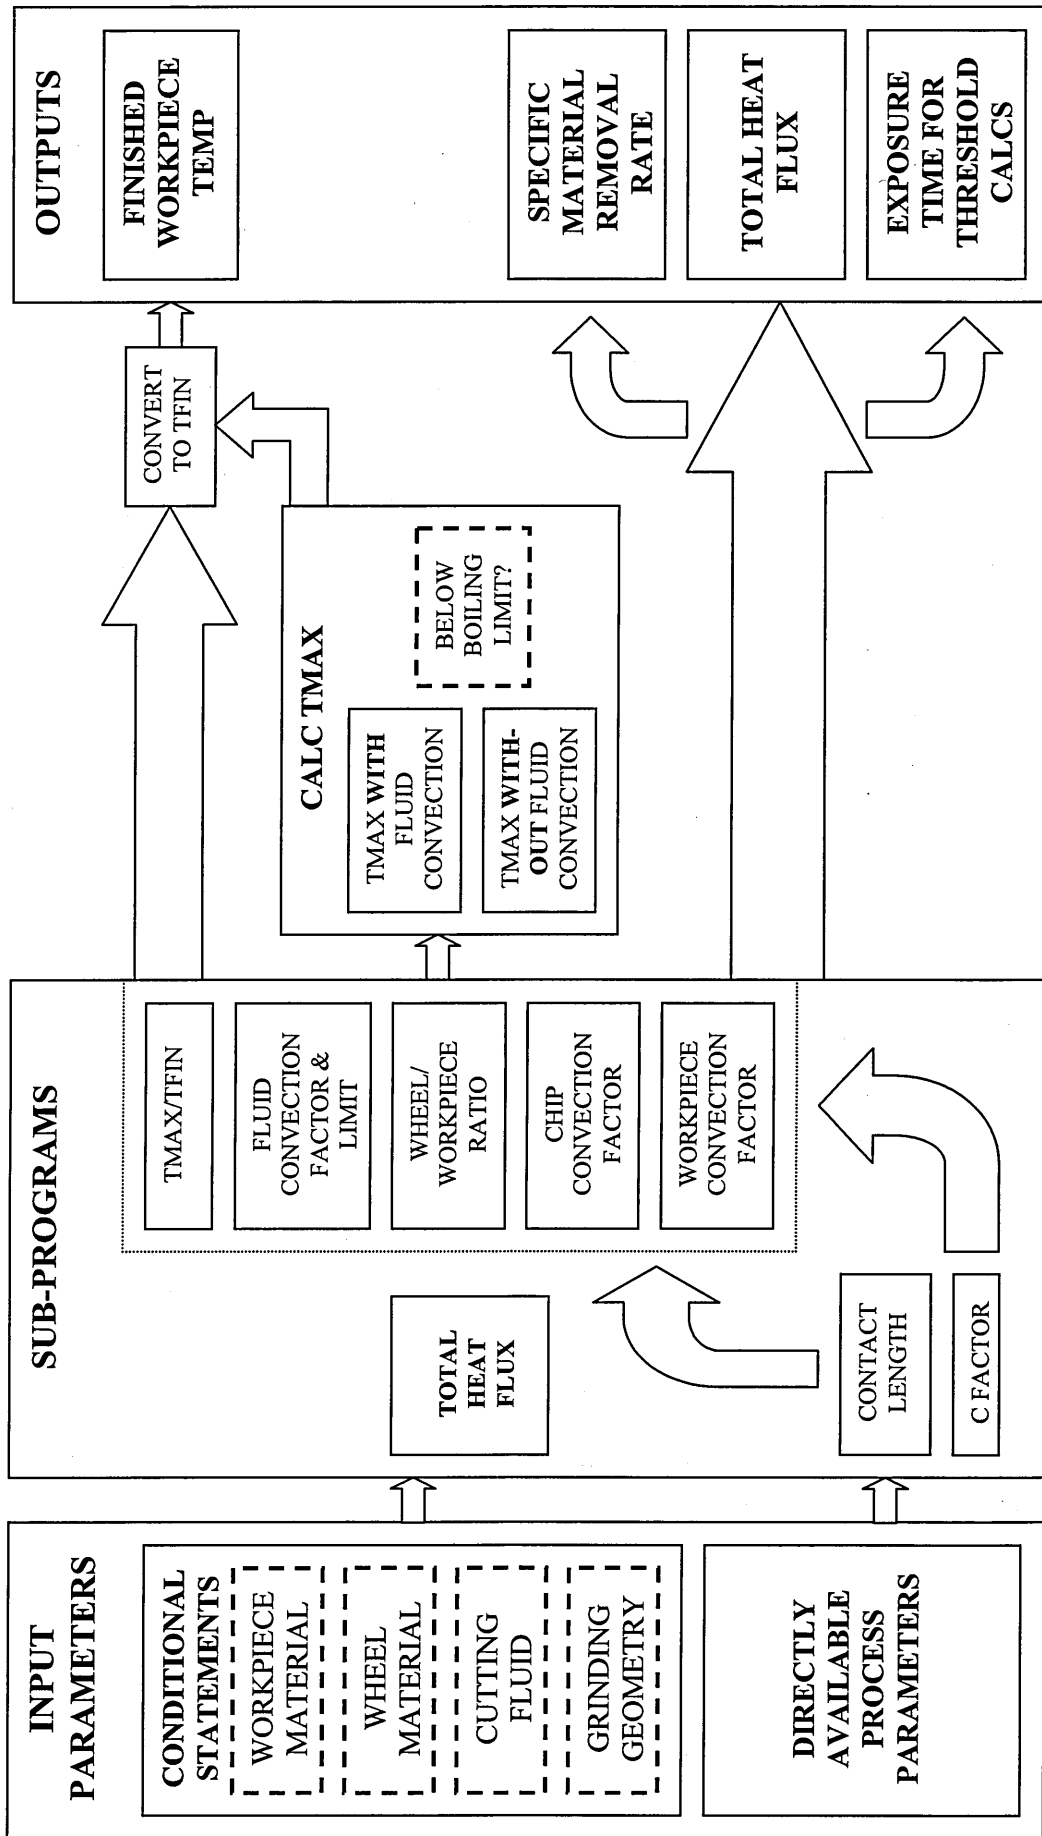 INPUT
PARAMETERS
CONDITIONAL
STATEMENTS
WORKPIECE
MATERIAL
WHEEL
MATERIAL
CUTTING
FLUID
GRINDING
GEOMETRY
DIRECTLY
AVAILABLE
PROCESS
PARAMETERS
SUB-PROGRAMS
TOTAL
HEAT
FLUX
CONTACT
LENGTH
C FACTOR
TMAX/TFIN
FLUID
CONVECTION
FACTOR &
LIMIT
WHEEL/
WORKPIECE
RATIO
CHIP
CONVECTION
FACTOR
WORKPIECE
CONVECTION
FACTOR
CALC TMAX
TMAX WITH
FLUID
CONVECTION
TMAX WITH-
OUT FLUID
CONVECTION
BELOW
BOILING
LIMIT?
CONVERT
TO TFIN
OUTPUTS
FINISHED
WORKPIECE
TEMP
SPECIFIC
MATERIAL
REMOVAL
RATE
TOTAL HEAT
FLUX
EXPOSURE
TIME FOR
THRESHOLD
CALCS